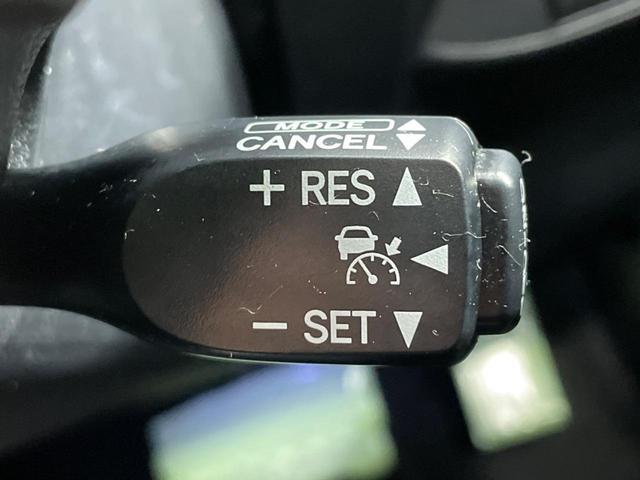 MODE
CANCEL
+ RES
- SET